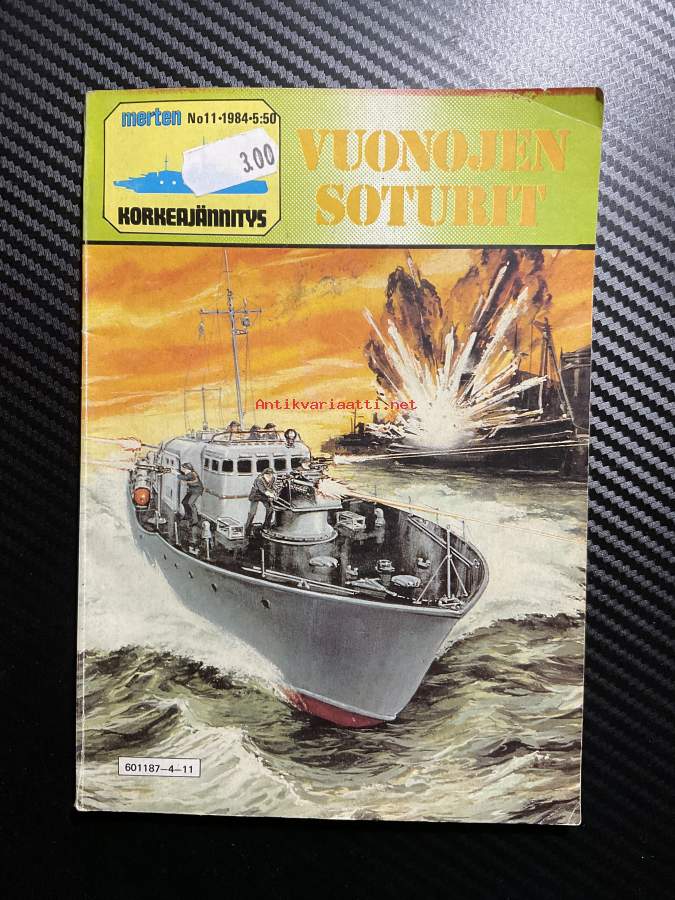 merten No 11·1984·5:50
3.00
KORKEAJÄNNITYS
VUONOJEN
SOTURIT
Antikvariaatti.net
601187-4-11